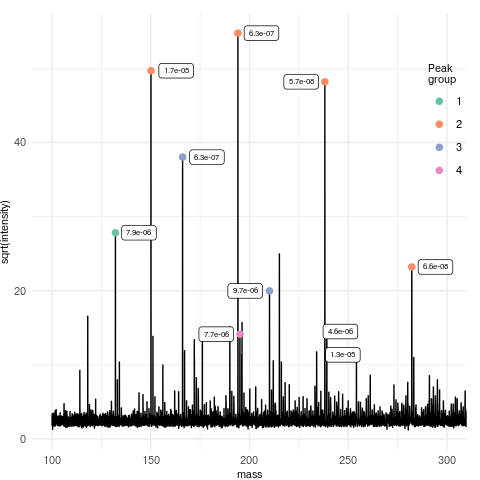 6.3e-07
1.7e-05
5.7e-08
Peak
group
1
2
3
4
40
6.3e-07
7.9e-06
6.6e-08
9.7e-06
20
4.6e-06
7.7e-06
1.3e-05
0
sqrt(intensity)
100
150
200
250
300
mass